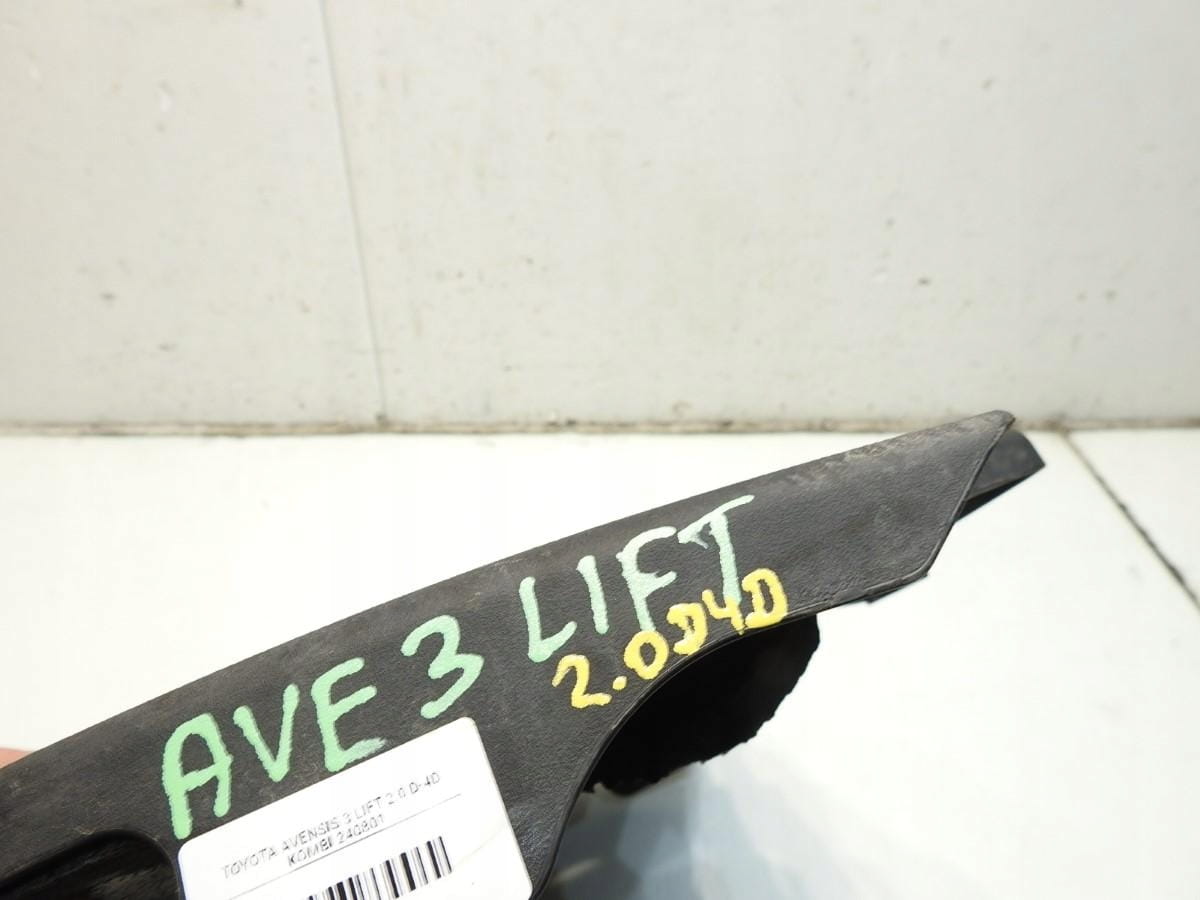 AVE 3 LIFT
2.0D4D
TOYOTA AVENSIS 3 LIFT 2.0 D-4D
KOMBI 240801